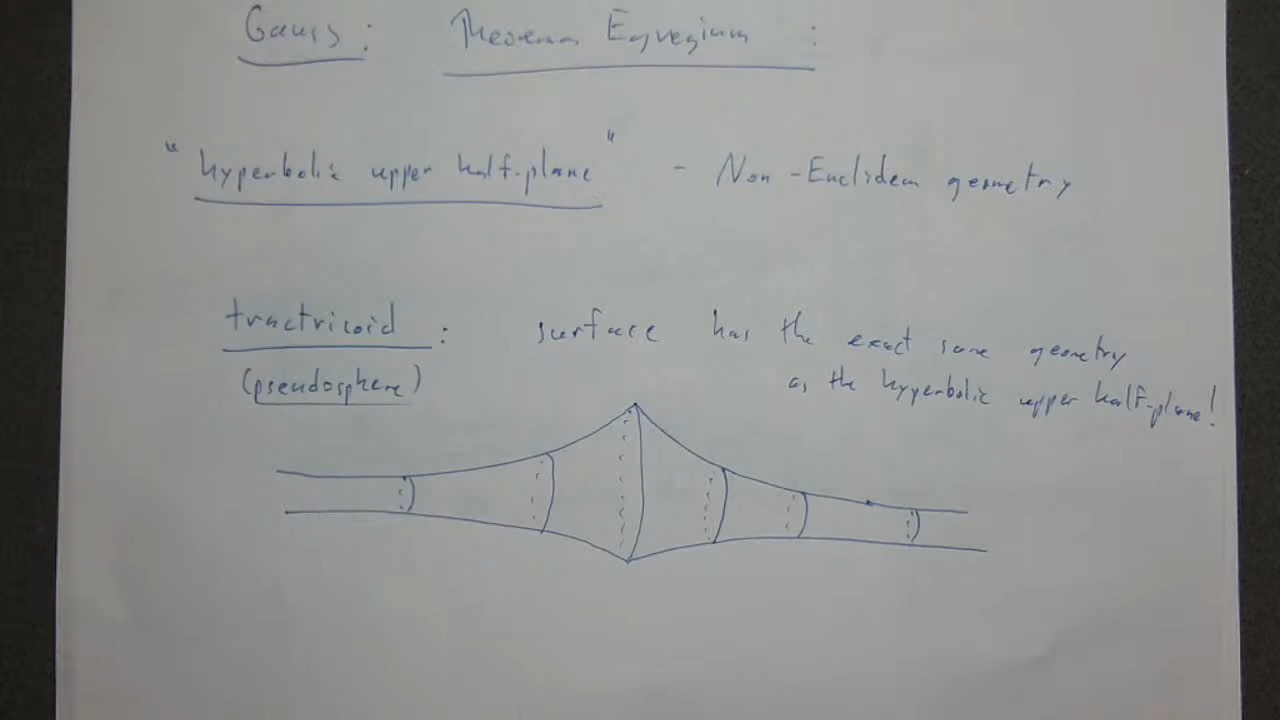 Gauss: Theorema Egregium :
"hyperbolic upper half-plane" - Non-Euclidean geometry
tractricoid : surface has the exact same geometry
(pseudosphere) as the hyperbolic upper half-plane!